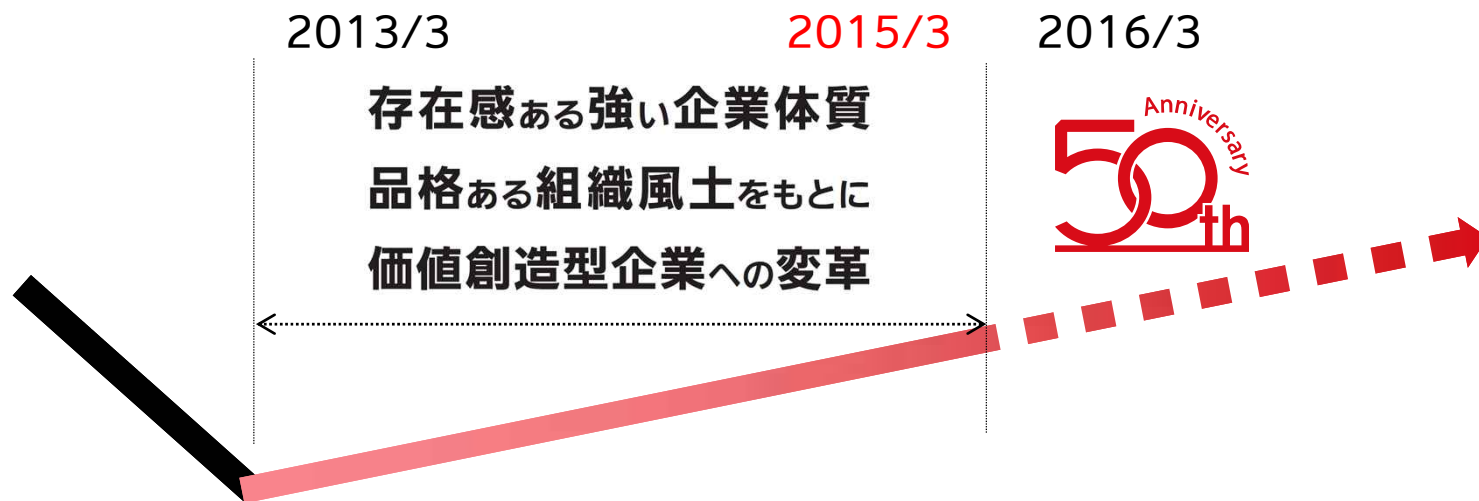 2013/3 2015/3 2016/3
存在感ある強い企業体質
品格ある組織風土をもとに
価値創造型企業への変革
Anniversary
50th